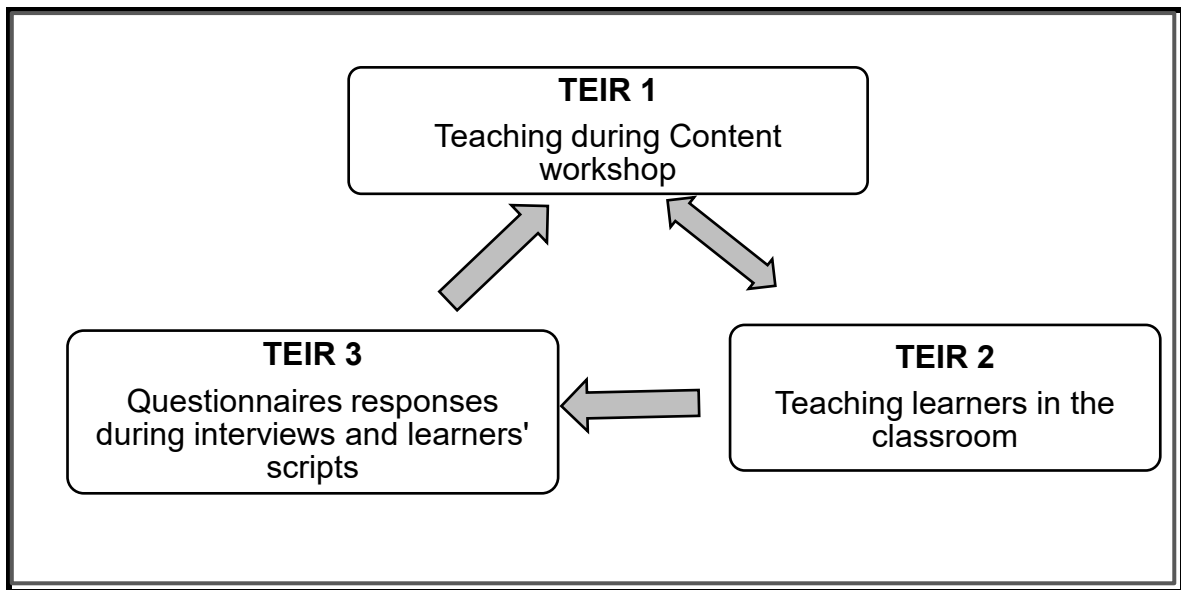 TEIR 1
Teaching during Content
workshop
TEIR 3
Questionnaires responses
during interviews and learners'
scripts
TEIR 2
Teaching learners in the
classroom